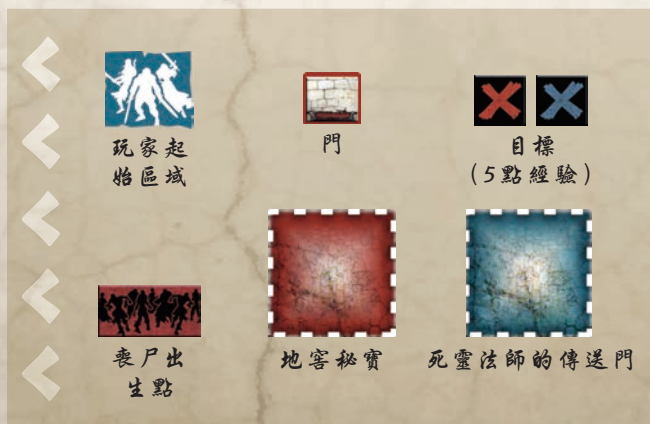 玩家起
始區域
門
目標
（5點經驗）
喪尸出
生點
地窖秘寶
死靈法師的傳送門